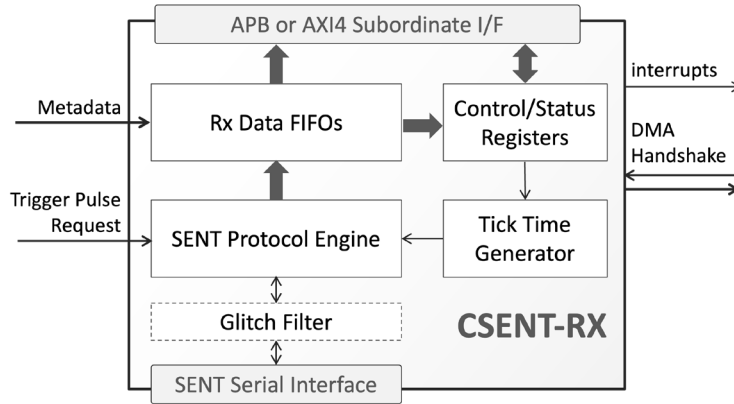 APB or AXI4 Subordinate I/F
Metadata
Rx Data FIFOs
Control/Status
Registers
interrupts
DMA
Handshake
Trigger Pulse
Request
SENT Protocol Engine
Tick Time
Generator
Glitch Filter
CSENT-RX
SENT Serial Interface